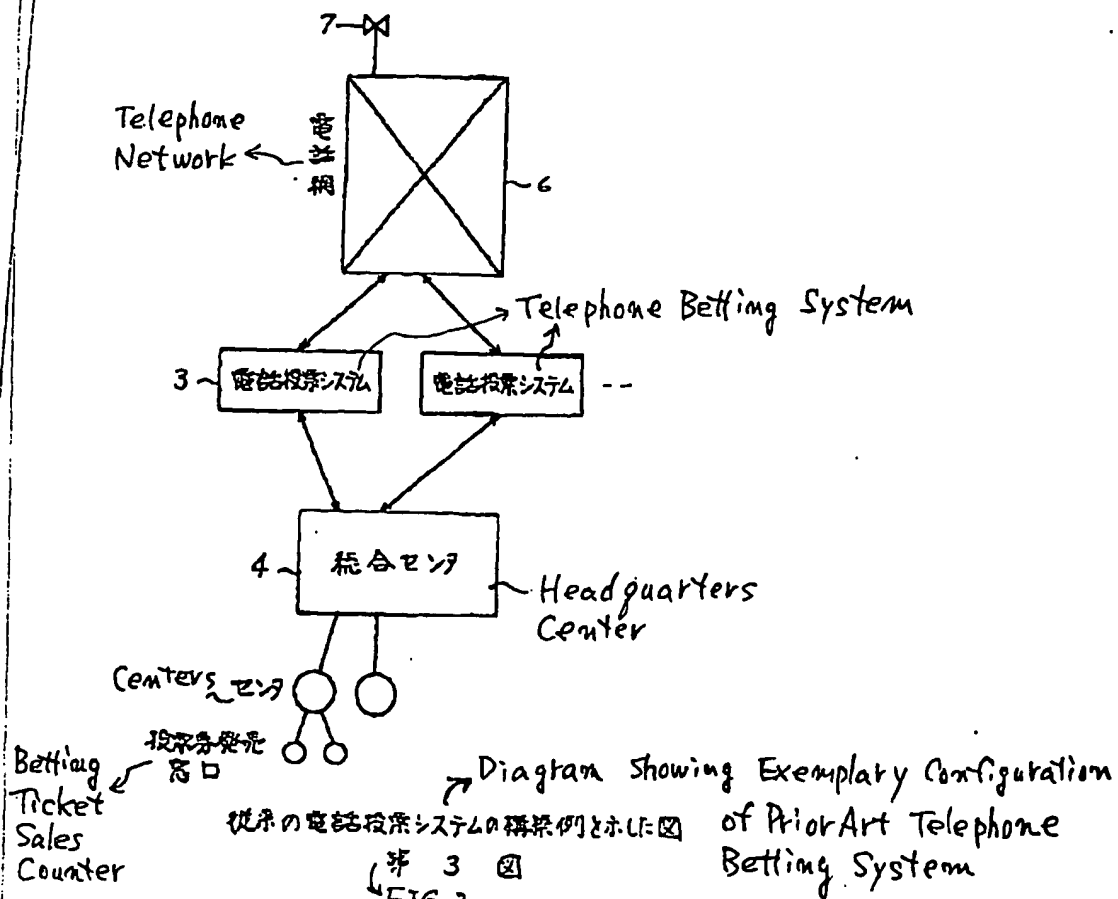 7
Telephone
Network
電話網
6
Telephone Betting System
3
電話投票システム
電話投票システム
--
4
総合センタ
Headquarters
Center
Centers
センタ
投票券発売
窓口
Betting
Ticket
Sales
Counter
Diagram Showing Exemplary Configuration
of Prior Art Telephone
Betting System
従来の電話投票システムの構築例を示した図
第 3 図
FIG.3